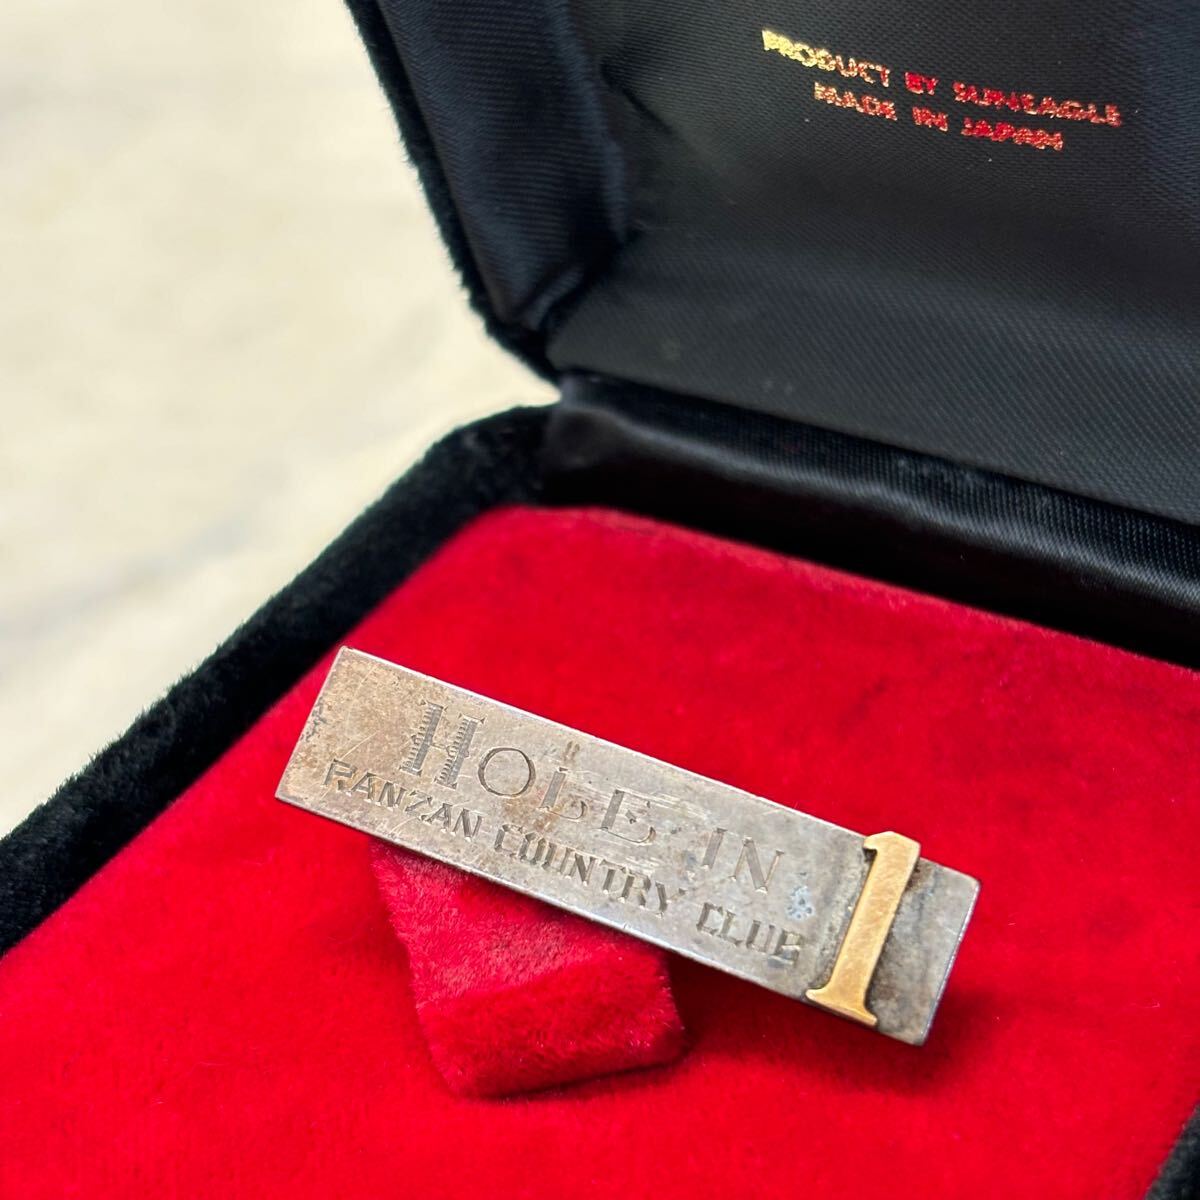 PRODUCT BY SUNEAGLE
MADE IN JAPAN
HOLE IN 1
RANZAN COUNTRY CLUB